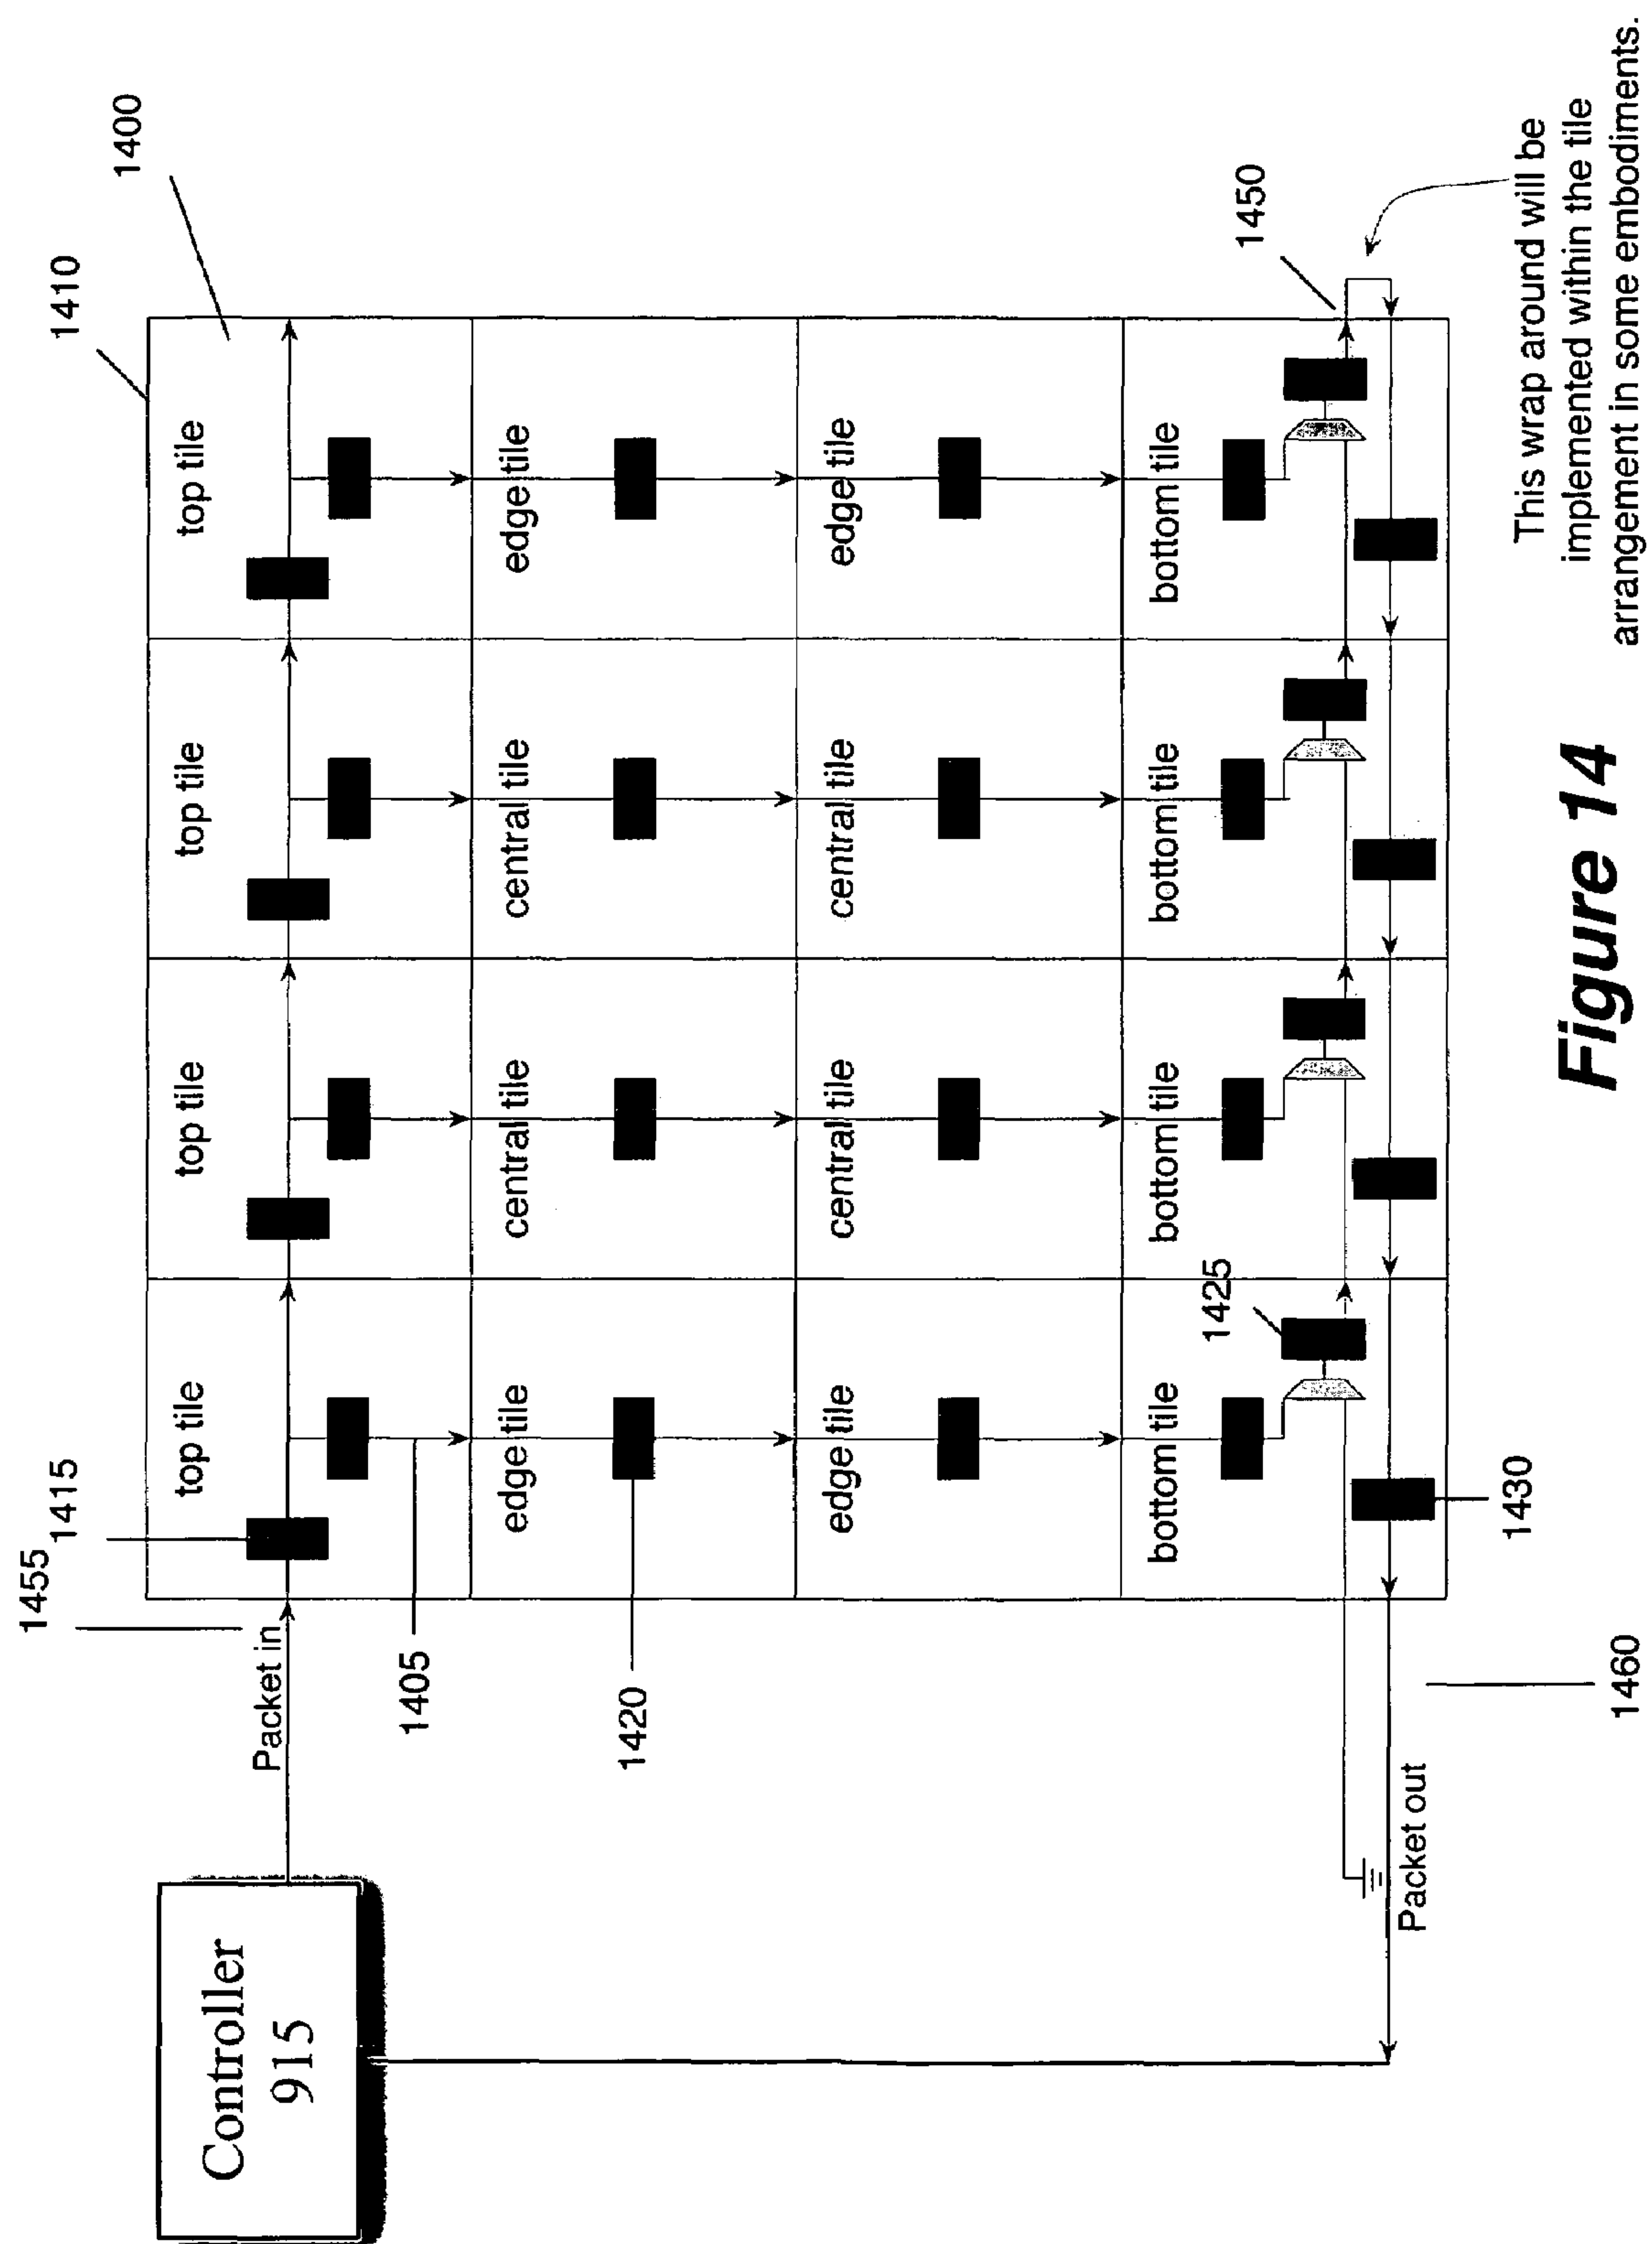 1410
1400
1455
1415
Controller
915
Packet in
top tile
top tile
top tile
top tile
1405
edge tile
central tile
central tile
edge tile
1420
edge tile
central tile
central tile
edge tile
bottom tile
bottom tile
bottom tile
bottom tile
1425
1450
Packet out
1460
1430
This wrap around will be
implemented within the tile
arrangement in some embodiments.
Figure 14